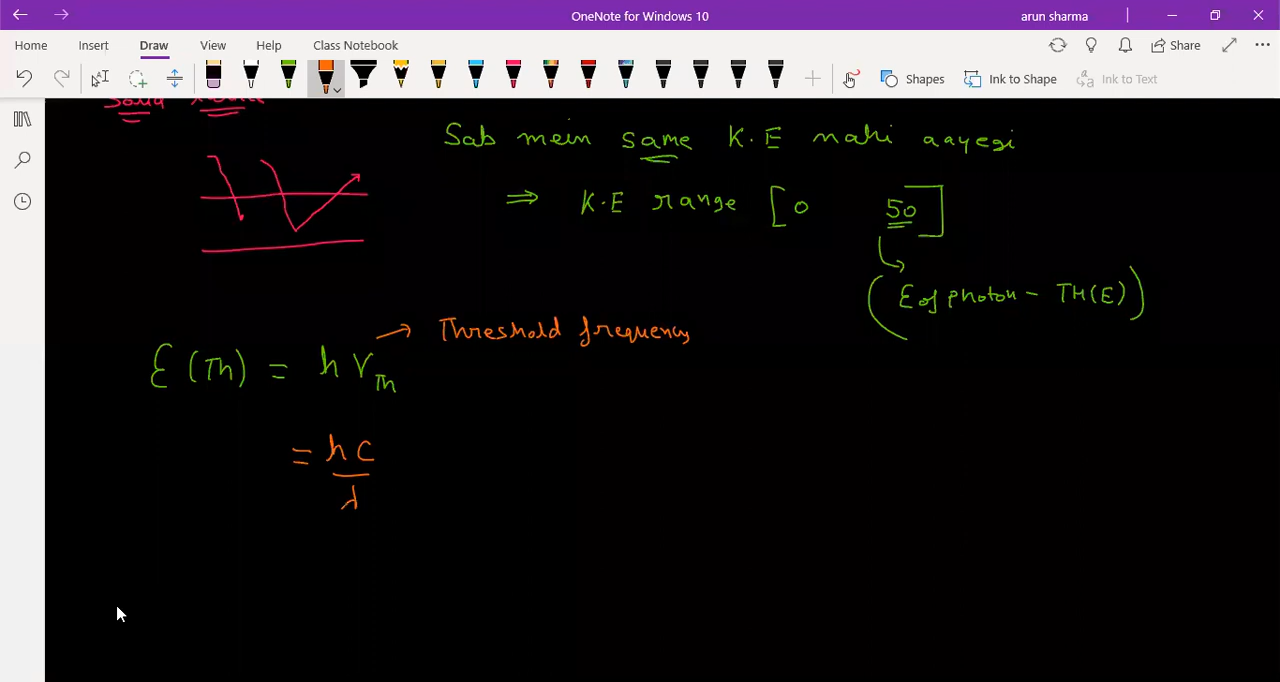 OneNote for Windows 10
arun sharma
Home Insert Draw View Help Class Notebook
Share
Shapes Ink to Shape Ink to Text
Sab mein same K.E nahi aayegi
⇒ K.E range [0 50]
(E of photon - TH(E))
→ Threshold frequency
E (Th) = h ν_Th
= hc/λ